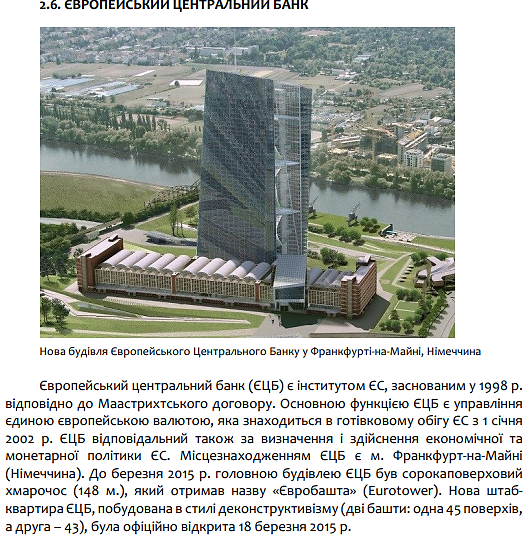 2.6. ЄВРОПЕЙСЬКИЙ ЦЕНТРАЛЬНИЙ БАНК
Нова будівля Європейського Центрального Банку у Франкфурті-на-Майні, Німеччина
Європейський центральний банк (ЄЦБ) є інститутом ЄС, заснованим у 1998 р.
відповідно до Маастрихтського договору. Основною функцією ЄЦБ є управління
єдиною європейською валютою, яка знаходиться в готівковому обігу ЄС з 1 січня
2002 р. ЄЦБ відповідальний також за визначення і здійснення економічної та
монетарної політики ЄС. Місцезнаходженням ЄЦБ є м. Франкфурт-на-Майні
(Німеччина). До березня 2015 р. головною будівлею ЄЦБ був сорокаповерховий
хмарочос (148 м.), який отримав назву «Євробашта» (Eurotower). Нова штаб-
квартира ЄЦБ, побудована в стилі деконструктивізму (дві башти: одна 45 поверхів,
а друга – 43), була офіційно відкрита 18 березня 2015 р.